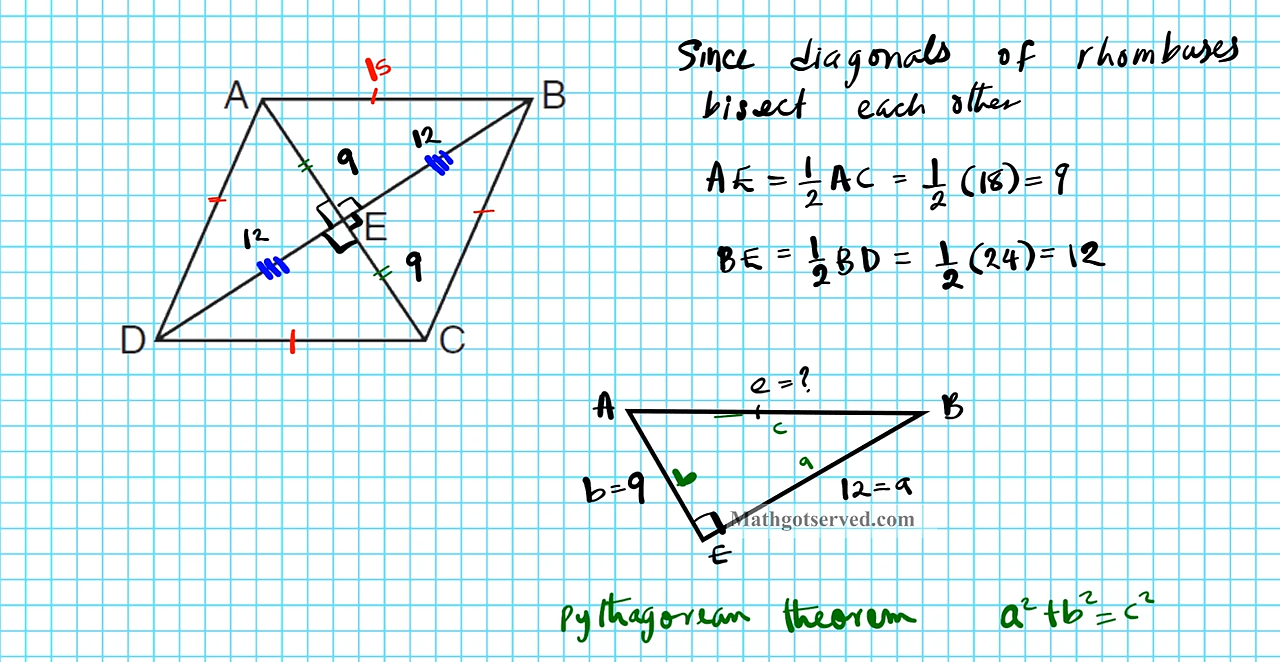 Since diagonals of rhombuses
bisect each other
AE = 1/2 AC = 1/2 (18) = 9
BE = 1/2 BD = 1/2 (24) = 12
15
A B
12
9
E
12
9
D C
e = ?
A B
c
a
b = 9 b 12 = a
Mathgotserved.com
E
pythagorean theorem a² + b² = c²